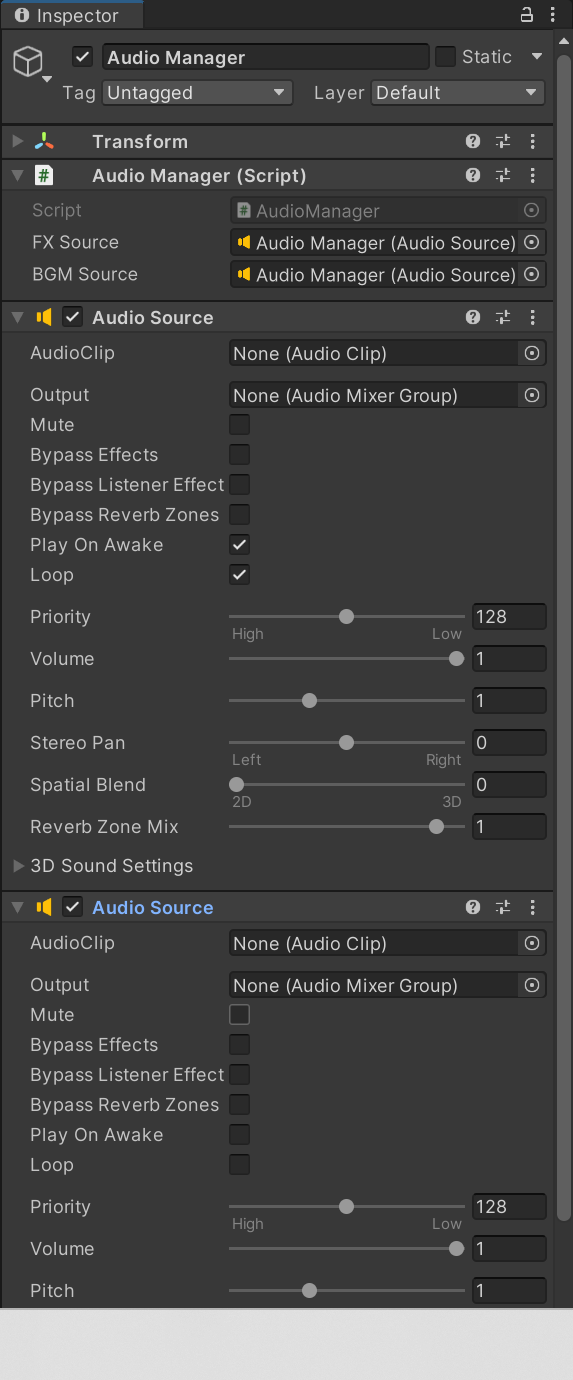 Inspector
Audio Manager Static
Tag Untagged Layer Default
Transform
Audio Manager (Script)
Script AudioManager
FX Source Audio Manager (Audio Source)
BGM Source Audio Manager (Audio Source)
Audio Source
AudioClip None (Audio Clip)
Output None (Audio Mixer Group)
Mute
Bypass Effects
Bypass Listener Effect
Bypass Reverb Zones
Play On Awake
Loop
Priority 128
High Low
Volume 1
Pitch 1
Stereo Pan 0
Left Right
Spatial Blend 0
2D 3D
Reverb Zone Mix 1
3D Sound Settings
Audio Source
AudioClip None (Audio Clip)
Output None (Audio Mixer Group)
Mute
Bypass Effects
Bypass Listener Effect
Bypass Reverb Zones
Play On Awake
Loop
Priority 128
High Low
Volume 1
Pitch 1